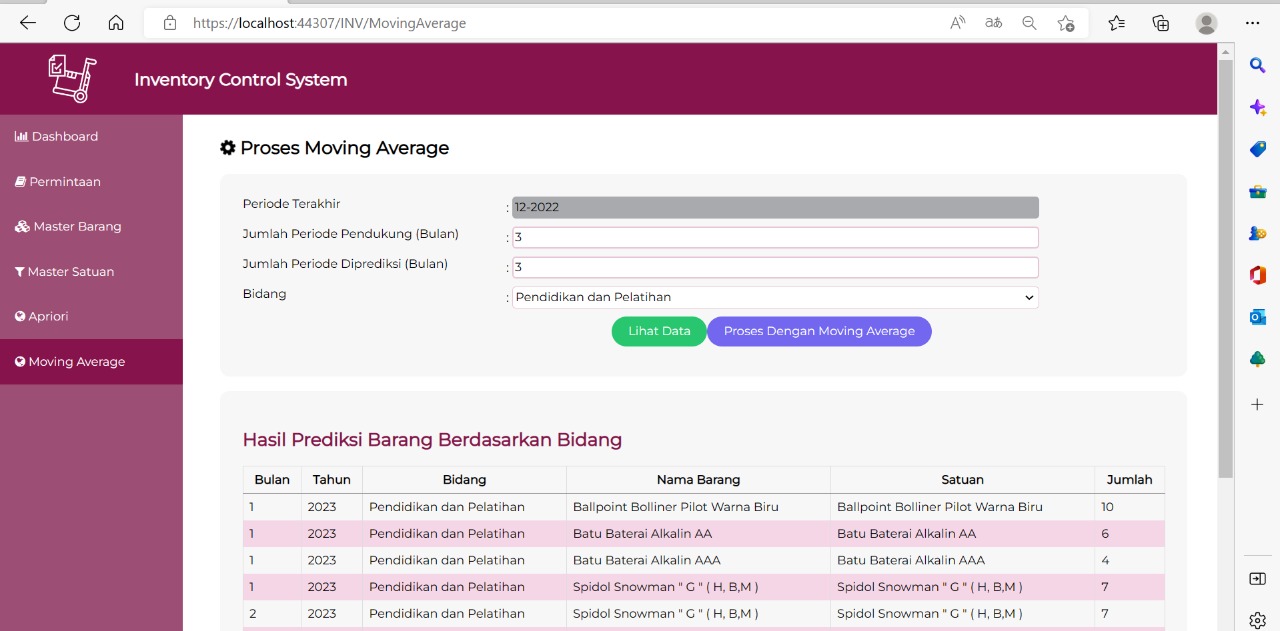 https://localhost:44307/INV/MovingAverage
Inventory Control System
Dashboard
Permintaan
Master Barang
Master Satuan
Apriori
Moving Average
Proses Moving Average
Periode Terakhir : 12-2022
Jumlah Periode Pendukung (Bulan) : 3
Jumlah Periode Diprediksi (Bulan) : 3
Bidang : Pendidikan dan Pelatihan
Lihat Data Proses Dengan Moving Average
Hasil Prediksi Barang Berdasarkan Bidang
Bulan Tahun Bidang Nama Barang Satuan Jumlah
1 2023 Pendidikan dan Pelatihan Ballpoint Bolliner Pilot Warna Biru Ballpoint Bolliner Pilot Warna Biru 10
1 2023 Pendidikan dan Pelatihan Batu Baterai Alkalin AA Batu Baterai Alkalin AA 6
1 2023 Pendidikan dan Pelatihan Batu Baterai Alkalin AAA Batu Baterai Alkalin AAA 4
1 2023 Pendidikan dan Pelatihan Spidol Snowman " G " ( H, B,M ) Spidol Snowman " G " ( H, B,M ) 7
2 2023 Pendidikan dan Pelatihan Spidol Snowman " G " ( H, B,M ) Spidol Snowman " G " ( H, B,M ) 7